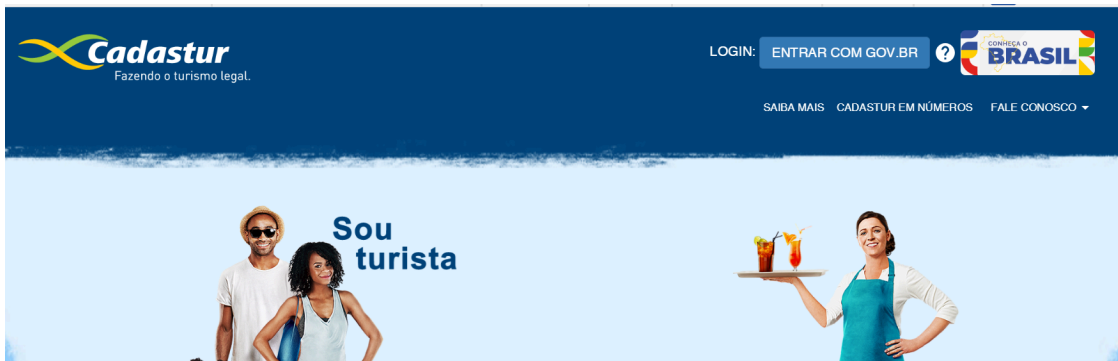 Cadastur
Fazendo o turismo legal.
LOGIN: ENTRAR COM GOV.BR ?
CONHEÇA O
BRASIL
SAIBA MAIS CADASTUR EM NÚMEROS FALE CONOSCO
Sou
turista